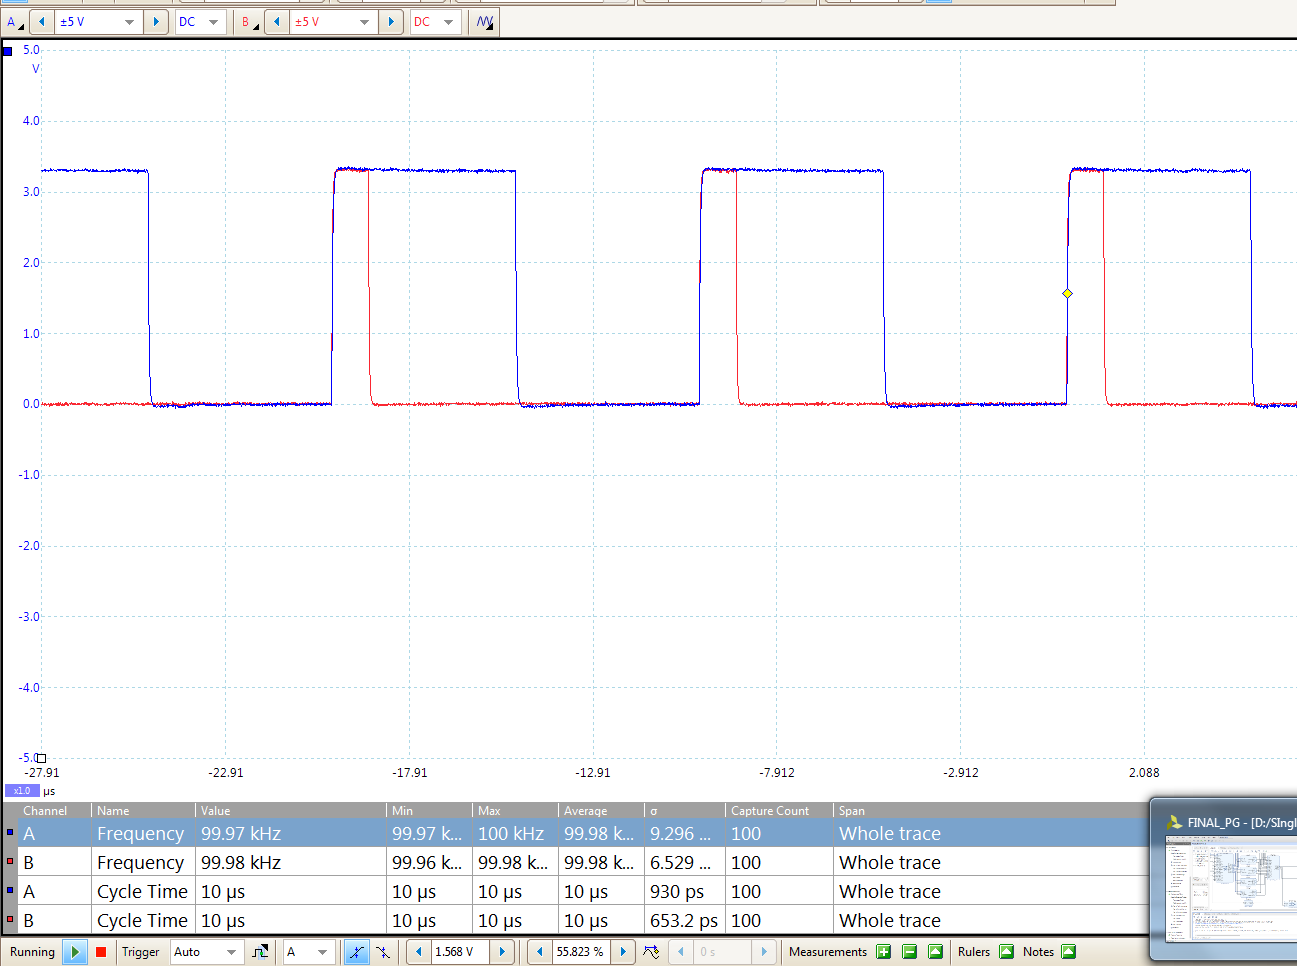 A ±5 V DC B ±5 V DC
5.0
V
4.0
3.0
2.0
1.0
0.0
-1.0
-2.0
-3.0
-4.0
-5.0
-27.91 -22.91 -17.91 -12.91 -7.912 -2.912 2.088
x1.0 µs
Channel Name Value Min Max Average σ Capture Count Span
A Frequency 99.97 kHz 99.97 k... 100 kHz 99.98 k... 9.296 ... 100 Whole trace
B Frequency 99.98 kHz 99.96 k... 99.98 k... 99.98 k... 6.529 ... 100 Whole trace
A Cycle Time 10 µs 10 µs 10 µs 10 µs 930 ps 100 Whole trace
B Cycle Time 10 µs 10 µs 10 µs 10 µs 653.2 ps 100 Whole trace
FINAL_PG - [D:/SIngl
Running Trigger Auto A 1.568 V 55.823 % 0 s Measurements Rulers Notes